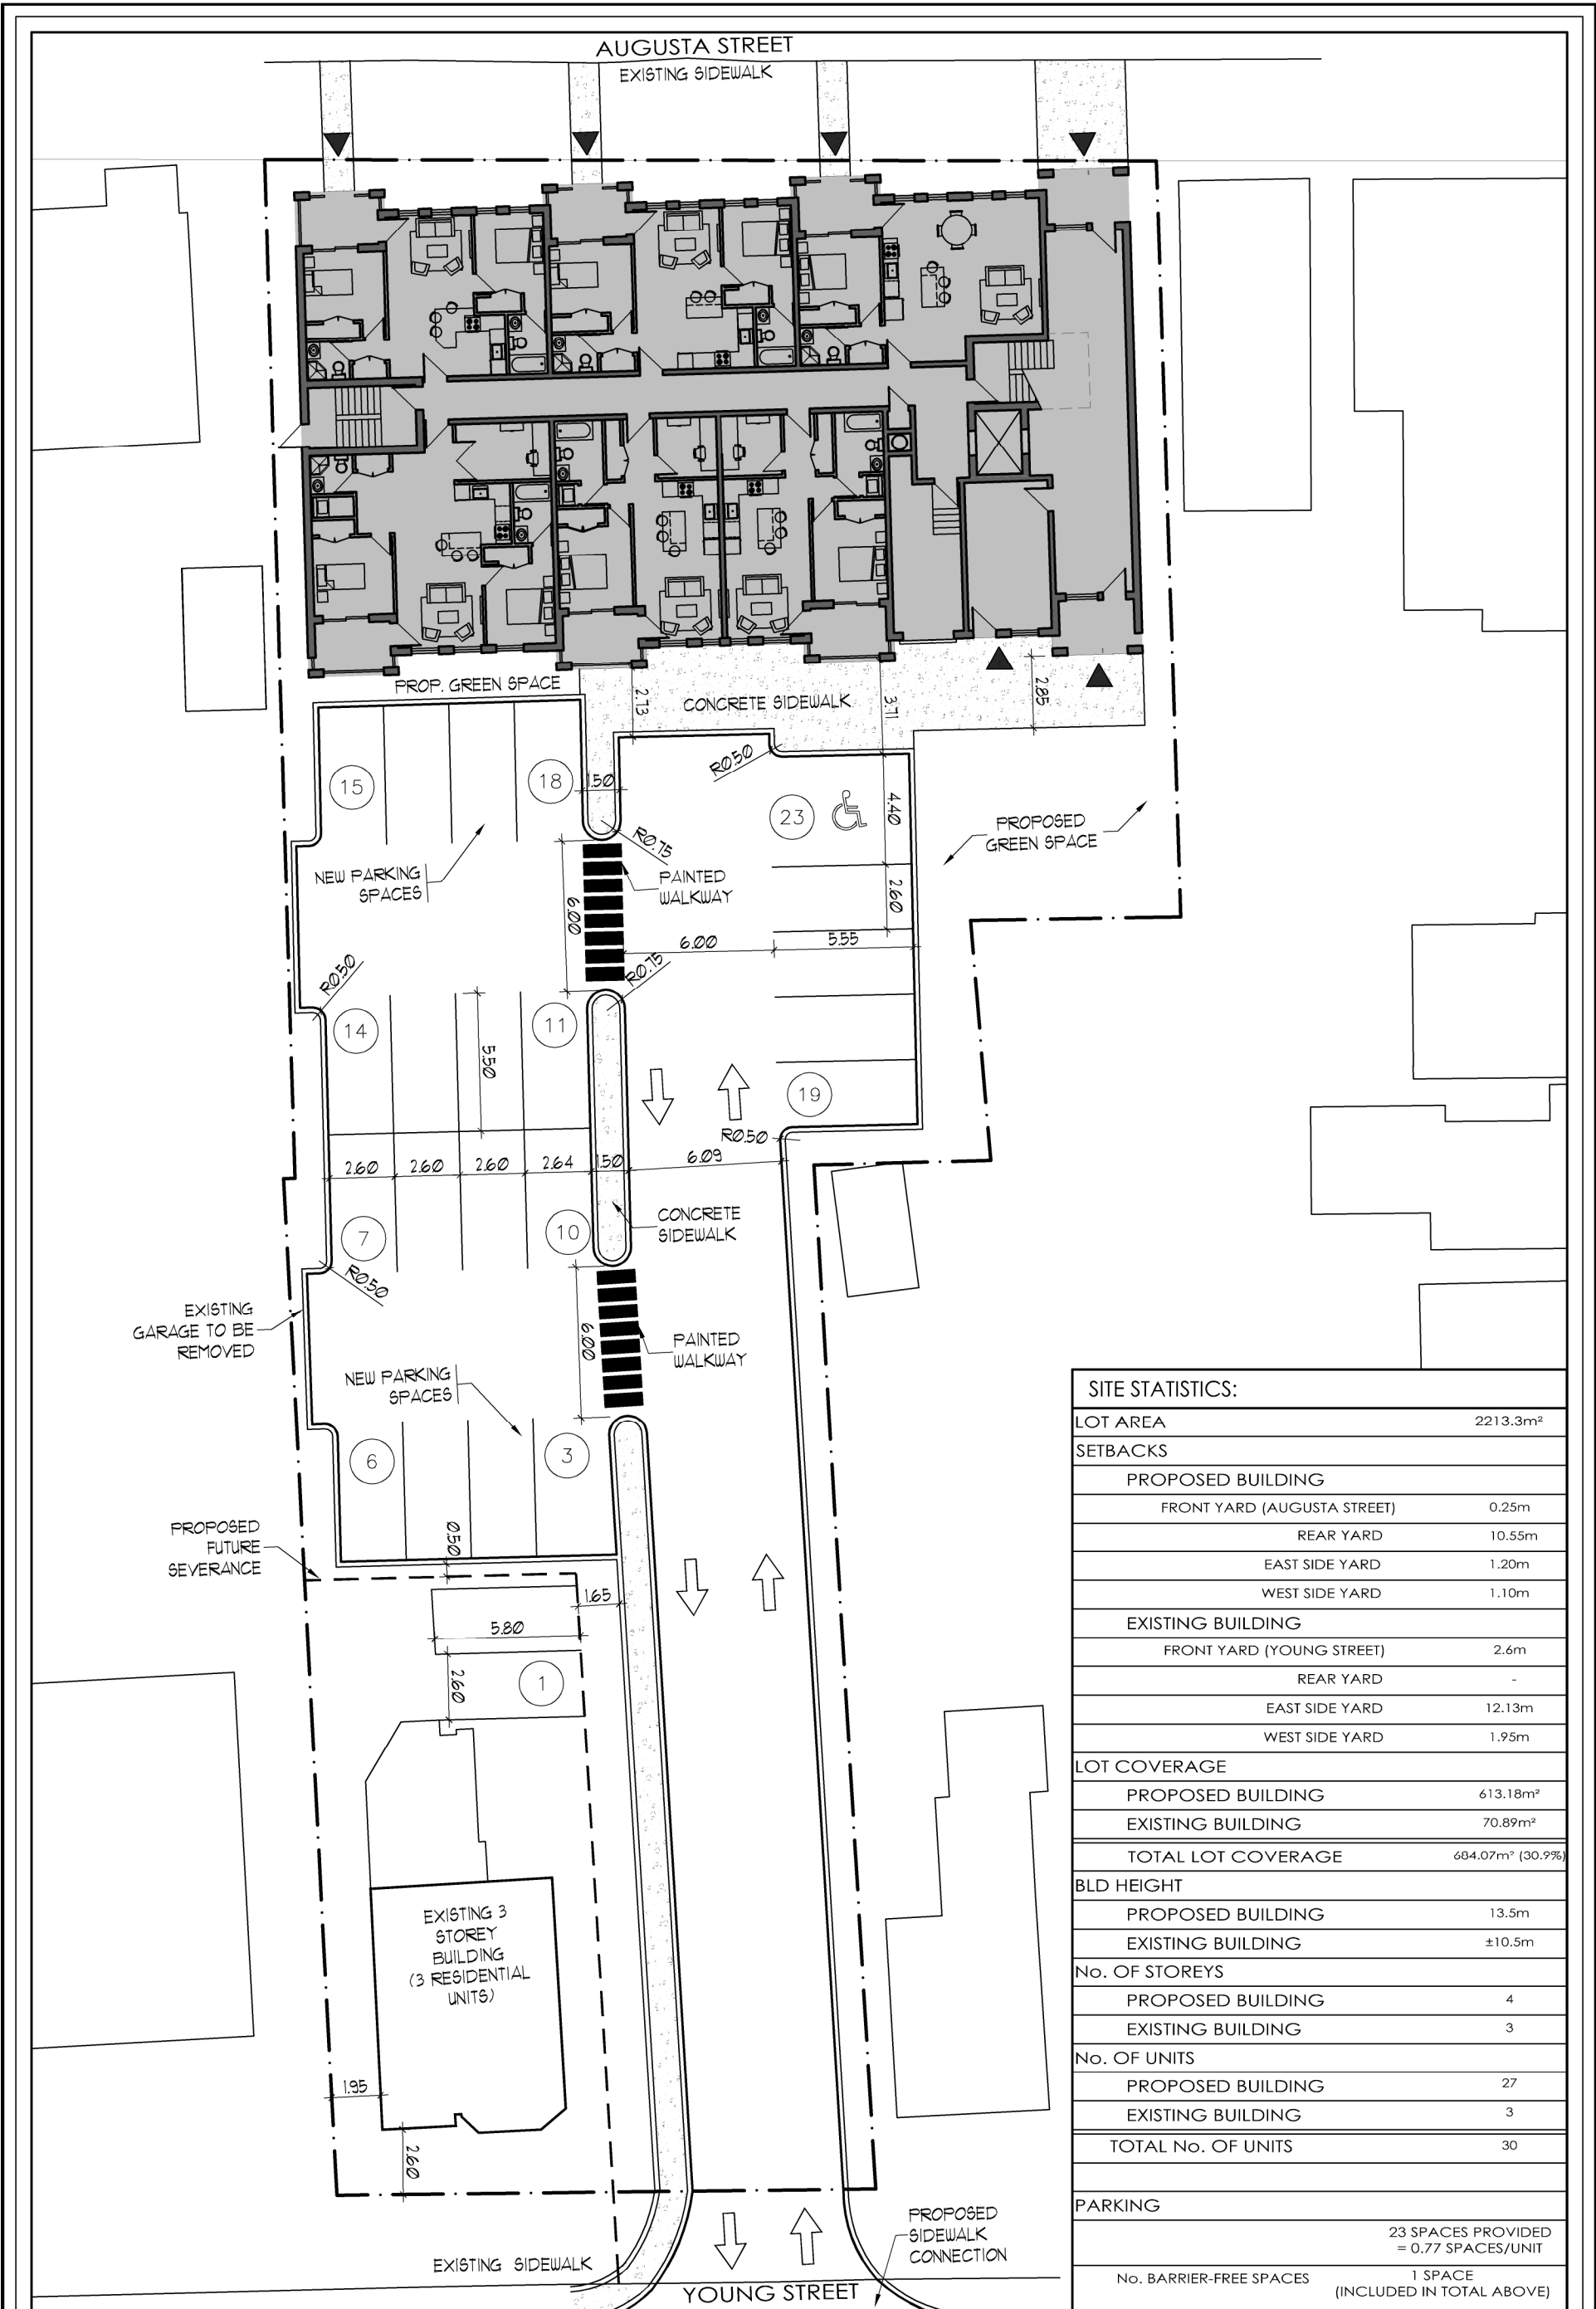 AUGUSTA STREET
EXISTING SIDEWALK
PROP. GREEN SPACE
2.73
CONCRETE SIDEWALK
3.71
2.85
15
18
1.50
R0.50
23
4.40
R0.75
PROPOSED
GREEN SPACE
NEW PARKING
SPACES
PAINTED
WALKWAY
6.00
2.60
6.00
5.55
R0.50
R0.75
14
11
5.50
19
R0.50
2.60
2.60
2.60
2.64
1.50
6.09
7
10
CONCRETE
SIDEWALK
R0.50
EXISTING
GARAGE TO BE
REMOVED
6.00
PAINTED
WALKWAY
NEW PARKING
SPACES
6
3
PROPOSED
FUTURE
SEVERANCE
0.50
1.65
5.80
2.60
1
EXISTING 3
STOREY
BUILDING
(3 RESIDENTIAL
UNITS)
1.95
2.60
EXISTING SIDEWALK
YOUNG STREET
PROPOSED
SIDEWALK
CONNECTION
SITE STATISTICS:
LOT AREA 2213.3m²
SETBACKS
PROPOSED BUILDING
FRONT YARD (AUGUSTA STREET) 0.25m
REAR YARD 10.55m
EAST SIDE YARD 1.20m
WEST SIDE YARD 1.10m
EXISTING BUILDING
FRONT YARD (YOUNG STREET) 2.6m
REAR YARD -
EAST SIDE YARD 12.13m
WEST SIDE YARD 1.95m
LOT COVERAGE
PROPOSED BUILDING 613.18m²
EXISTING BUILDING 70.89m²
TOTAL LOT COVERAGE 684.07m² (30.9%)
BLD HEIGHT
PROPOSED BUILDING 13.5m
EXISTING BUILDING ±10.5m
No. OF STOREYS
PROPOSED BUILDING 4
EXISTING BUILDING 3
No. OF UNITS
PROPOSED BUILDING 27
EXISTING BUILDING 3
TOTAL No. OF UNITS 30
PARKING
23 SPACES PROVIDED
= 0.77 SPACES/UNIT
No. BARRIER-FREE SPACES 1 SPACE
(INCLUDED IN TOTAL ABOVE)